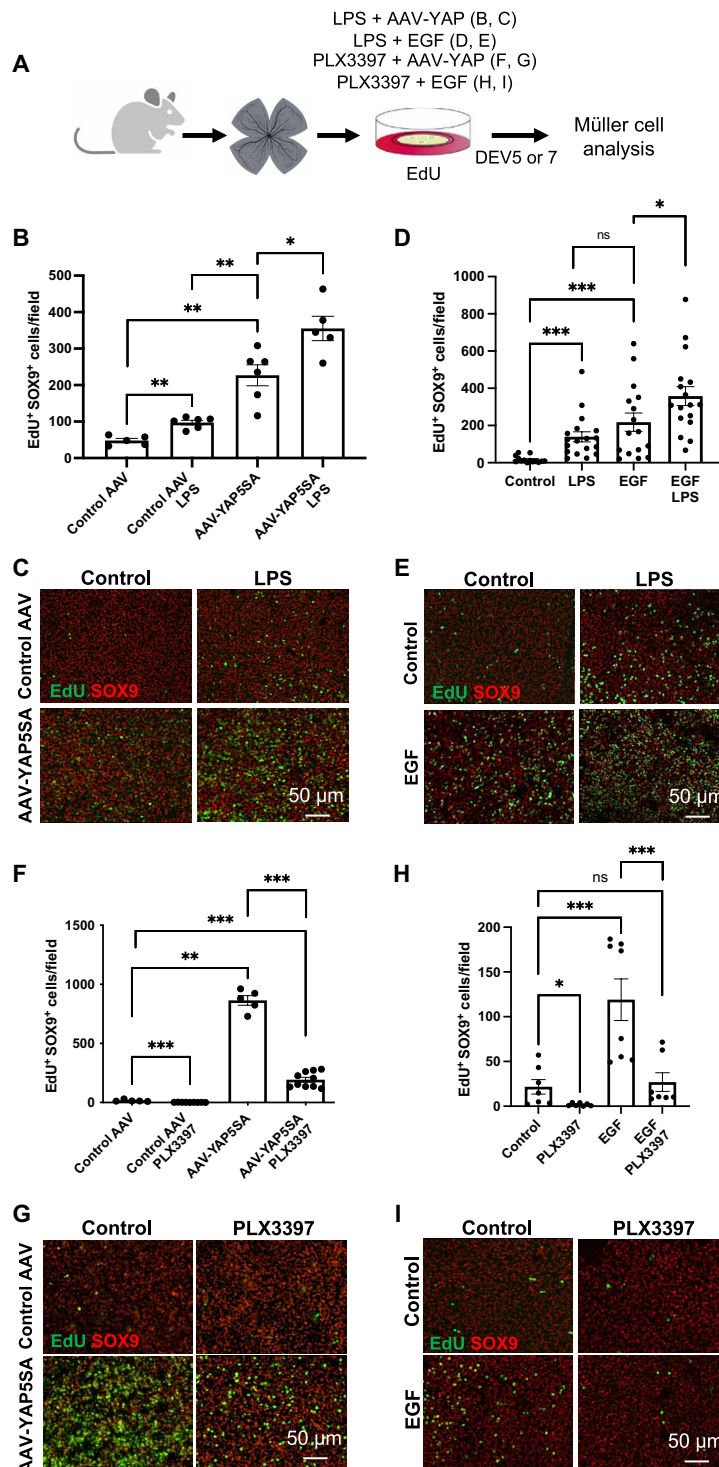 LPS + AAV-YAP (B, C)
LPS + EGF (D, E)
PLX3397 + AAV-YAP (F, G)
PLX3397 + EGF (H, I)
A
EdU
DEV5 or 7
Müller cell
analysis
B
EdU⁺ SOX9⁺ cells/field
500
400
300
200
100
0
**
**
**
*
Control AAV
Control AAV
LPS
AAV-YAP5SA
AAV-YAP5SA
LPS
D
EdU⁺ SOX9⁺ cells/field
1000
800
600
400
200
0
***
***
ns
*
Control
LPS
EGF
EGF
LPS
C
Control
LPS
Control AAV
AAV-YAP5SA
EdU SOX9
50 µm
E
Control
LPS
Control
EGF
EdU SOX9
50 µm
F
EdU⁺ SOX9⁺ cells/field
1500
1000
500
0
***
**
***
***
Control AAV
Control AAV
PLX3397
AAV-YAP5SA
AAV-YAP5SA
PLX3397
H
EdU⁺ SOX9⁺ cells/field
200
150
100
50
0
*
***
ns
***
Control
PLX3397
EGF
EGF
PLX3397
G
Control
PLX3397
Control AAV
AAV-YAP5SA
EdU SOX9
50 µm
I
Control
PLX3397
Control
EGF
EdU SOX9
50 µm